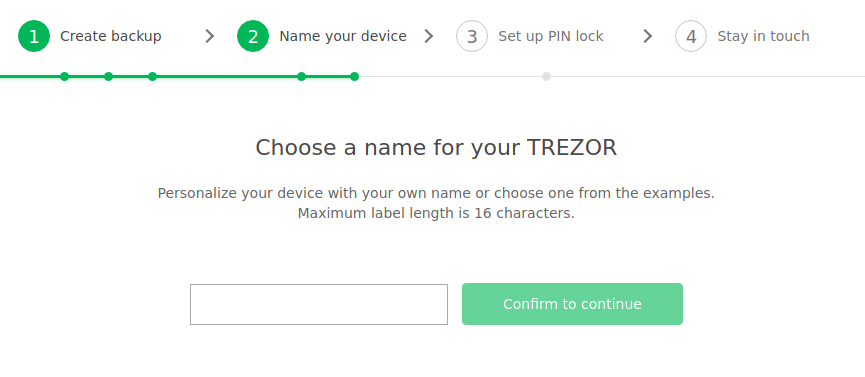 1 Create backup 2 Name your device 3 Set up PIN lock 4 Stay in touch
Choose a name for your TREZOR
Personalize your device with your own name or choose one from the examples.
Maximum label length is 16 characters.
Confirm to continue